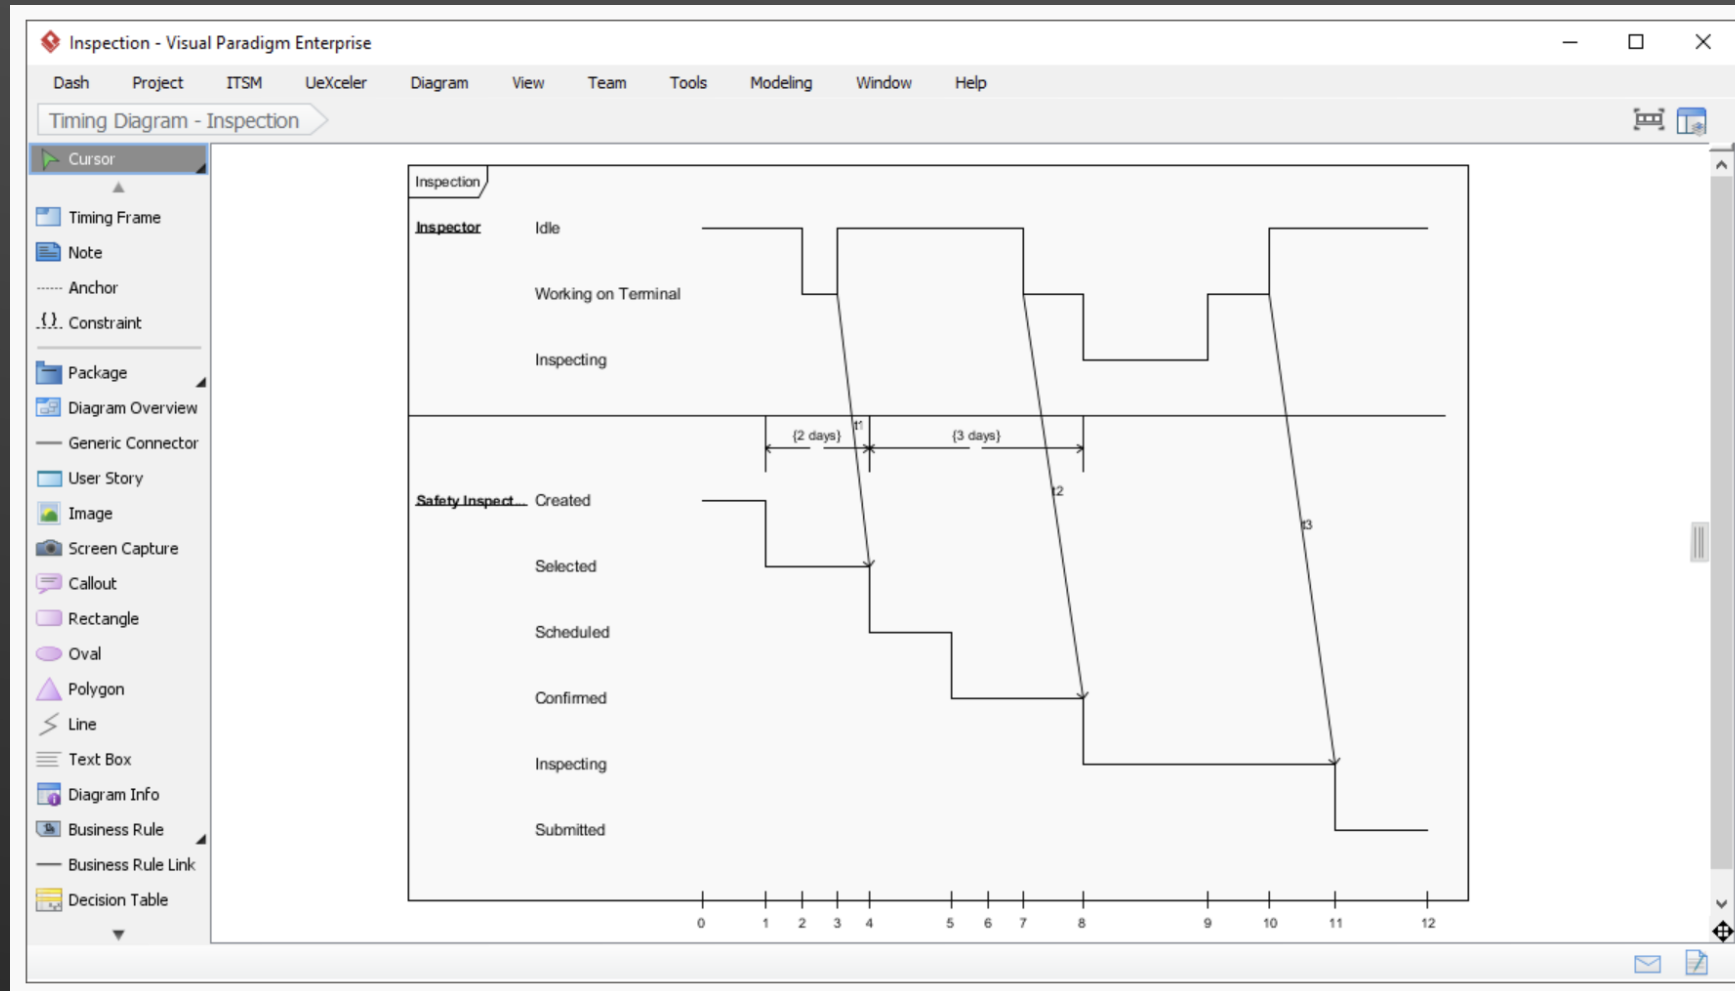 Inspection - Visual Paradigm Enterprise
Dash Project ITSM UeXceler Diagram View Team Tools Modeling Window Help
Timing Diagram - Inspection
Cursor
Timing Frame
Note
Anchor
Constraint
Package
Diagram Overview
Generic Connector
User Story
Image
Screen Capture
Callout
Rectangle
Oval
Polygon
Line
Text Box
Diagram Info
Business Rule
Business Rule Link
Decision Table
Inspection
Inspector Idle
Working on Terminal
Inspecting
{2 days} t1 {3 days}
t2
Safety Inspect... Created
t3
Selected
Scheduled
Confirmed
Inspecting
Submitted
0 1 2 3 4 5 6 7 8 9 10 11 12